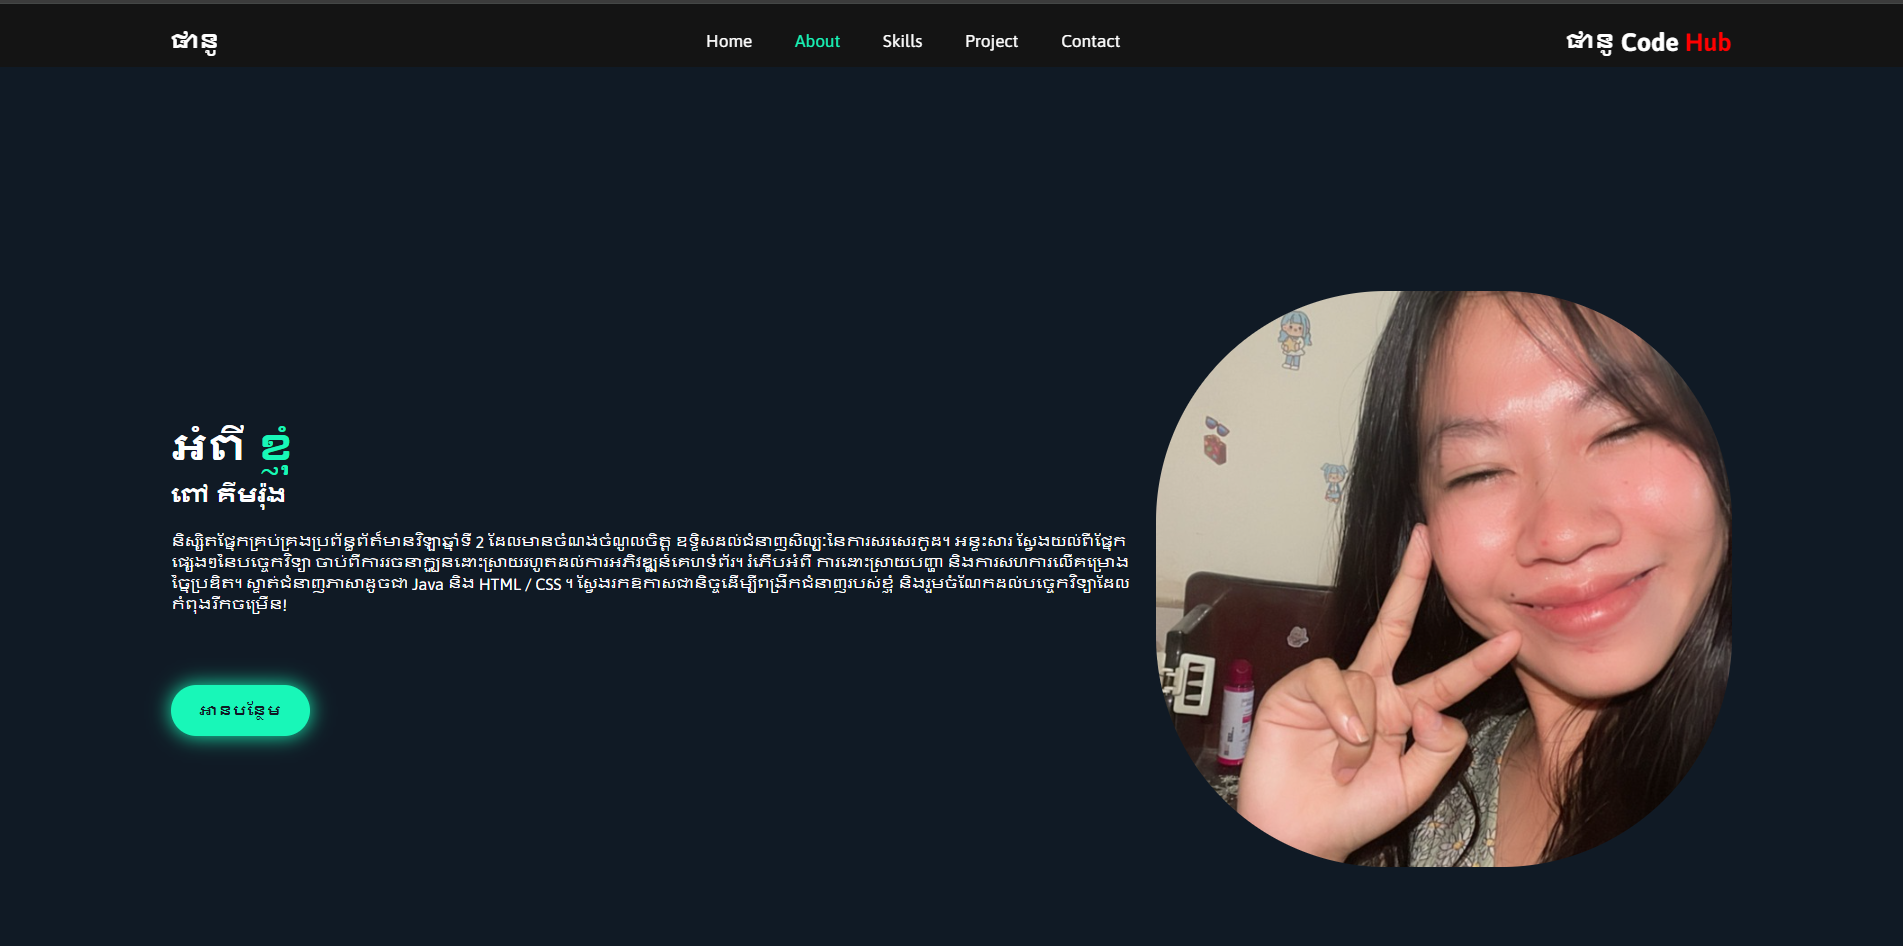 ផានូ
Home About Skills Project Contact
ផានូ Code Hub
អំពី ខ្ញុំ
ពៅ គីមរ៉ុង
និស្សិតផ្នែកគ្រប់គ្រងប្រព័ន្ធព័ត៌មានវិទ្យាឆ្នាំទី 2 ដែលមានចំណង់ចំណូលចិត្ត ឧទ្ទិសដល់ជំនាញសិល្បៈនៃការសរសេរកូដ។ អន្ទះសារ ស្វែងយល់ពីផ្នែក
ផ្សេងៗនៃបច្ចេកវិទ្យា ចាប់ពីការរចនាក្បួនដោះស្រាយរហូតដល់ការអភិវឌ្ឍន៍គេហទំព័រ។ រំភើបអំពី ការដោះស្រាយបញ្ហា និងការសហការលើគម្រោង
ច្នៃប្រឌិត។ ស្ទាត់ជំនាញភាសាដូចជា Java និង HTML / CSS ។ ស្វែងរកឱកាសជានិច្ចដើម្បីពង្រីកជំនាញរបស់ខ្ញុំ និងរួមចំណែកដល់បច្ចេកវិទ្យាដែល
កំពុងរីកចម្រើន!
អានបន្ថែម